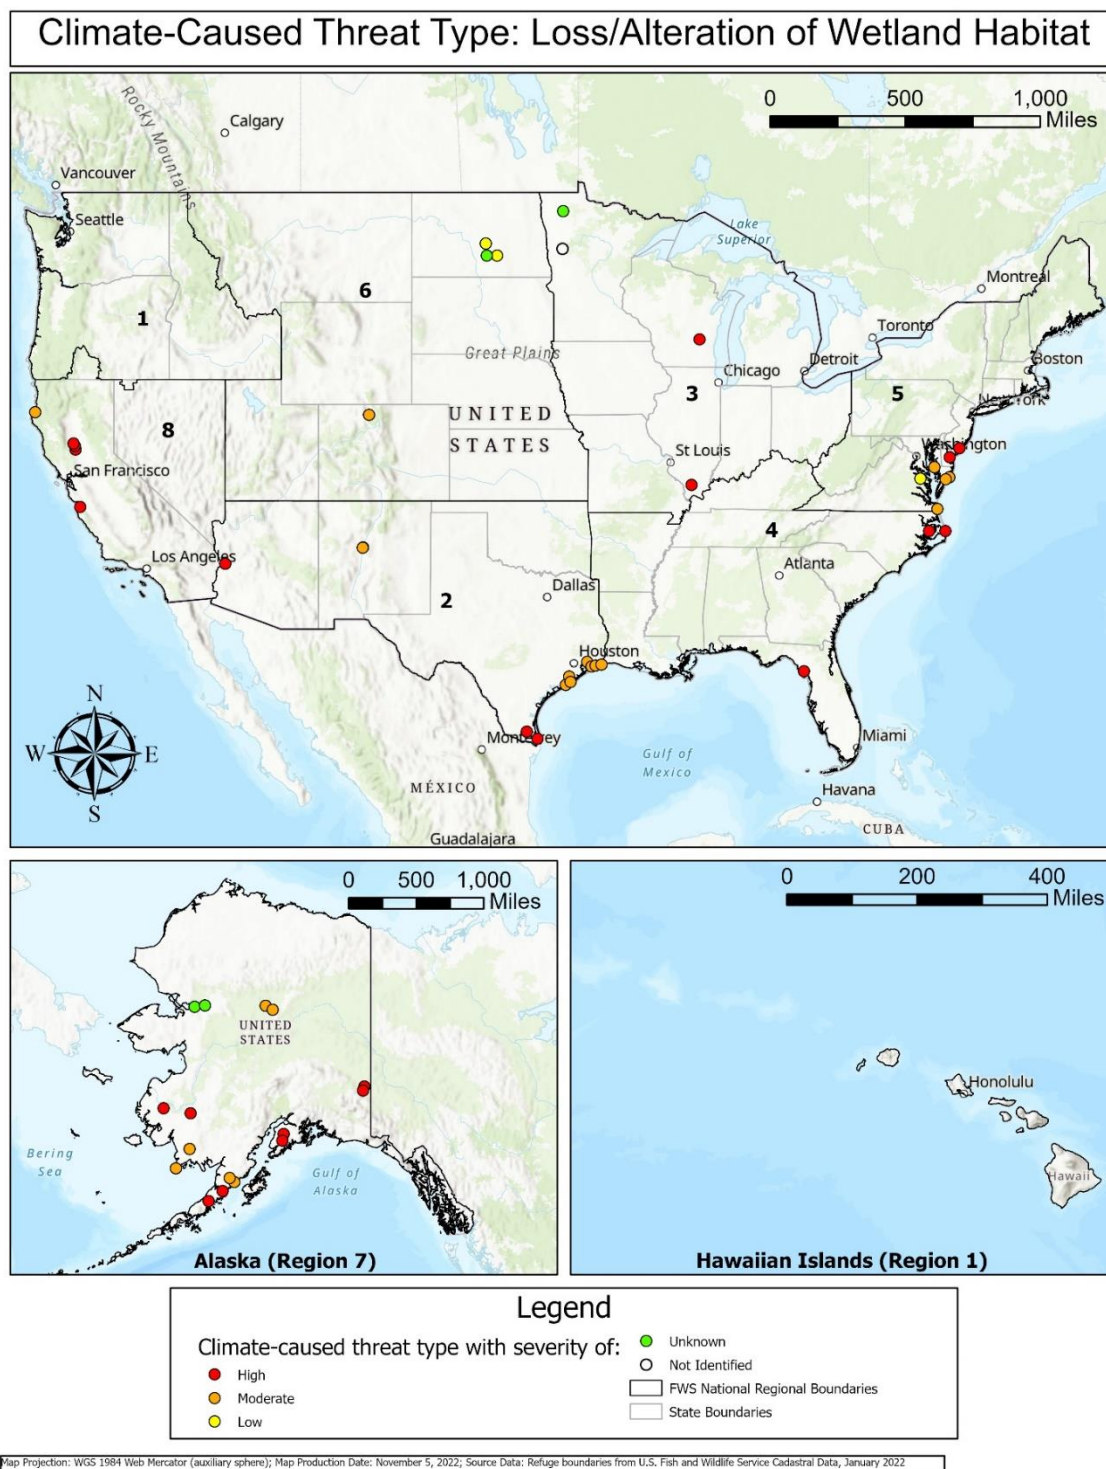 Climate-Caused Threat Type: Loss/Alteration of Wetland Habitat
0 500 1,000
Miles
Rocky Mountains
Calgary
Vancouver
Seattle
Lake
Superior
Montreal
6
1
Toronto
Great Plains
Detroit
Boston
Chicago
3
5
New York
8
UNITED
STATES
Washington
St Louis
San Francisco
4
Los Angeles
Atlanta
Dallas
2
Houston
Monterrey
Miami
Gulf of
Mexico
N
W E
S
MÉXICO
Havana
CUBA
Guadalajara
0 500 1,000
Miles
UNITED
STATES
Bering
Sea
Gulf of
Alaska
Alaska (Region 7)
0 200 400
Miles
Honolulu
Hawaii
Hawaiian Islands (Region 1)
Legend
Climate-caused threat type with severity of:
High
Moderate
Low
Unknown
Not Identified
FWS National Regional Boundaries
State Boundaries
Map Projection: WGS 1984 Web Mercator (auxiliary sphere); Map Production Date: November 5, 2022; Source Data: Refuge boundaries from U.S. Fish and Wildlife Service Cadastral Data, January 2022